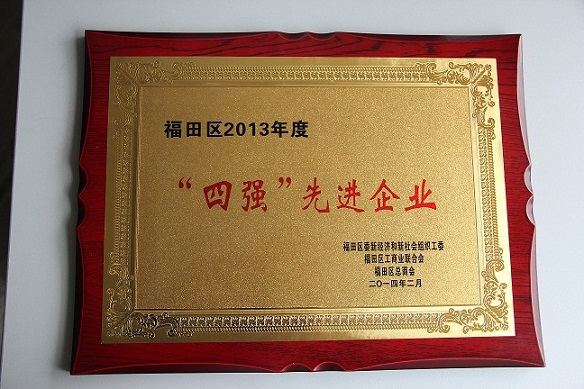 福田区2013年度
“四强”先进企业
福田区委新经济和新社会组织工委
福田区工商业联合会
福田区总商会
二〇一四年二月